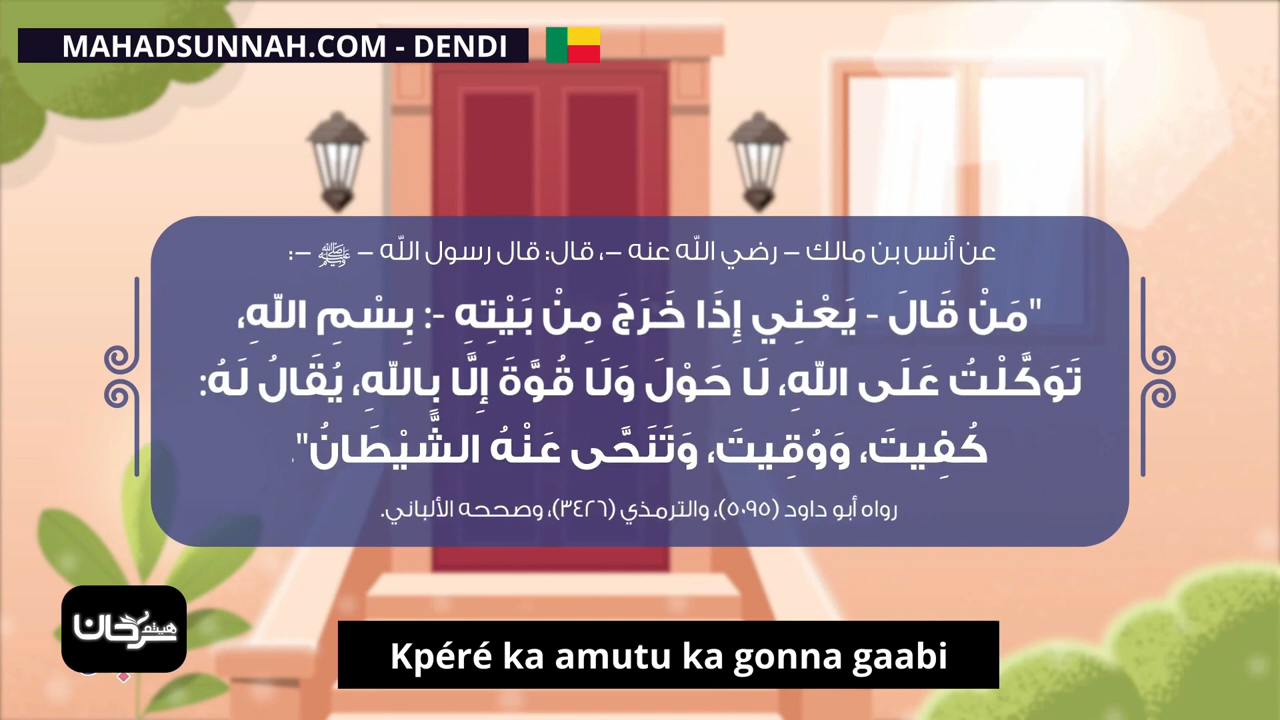 MAHADSUNNAH.COM - DENDI
عن أنس بن مالك – رضي الله عنه –، قال: قال رسول الله – ﷺ –:
"مَنْ قَالَ - يَعْنِي إِذَا خَرَجَ مِنْ بَيْتِهِ -: بِسْمِ اللّٰهِ،
تَوَكَّلْتُ عَلَى اللّٰهِ، لَا حَوْلَ وَلَا قُوَّةَ إِلَّا بِاللّٰهِ، يُقَالُ لَهُ:
كُفِيتَ، وَوُقِيتَ، وَتَنَحَّى عَنْهُ الشَّيْطَانُ".
رواه أبو داود (٥٠٩٥)، والترمذي (٣٤٢٦)، وصححه الألباني.
هيثم سرحان
Kpéré ka amutu ka gonna gaabi